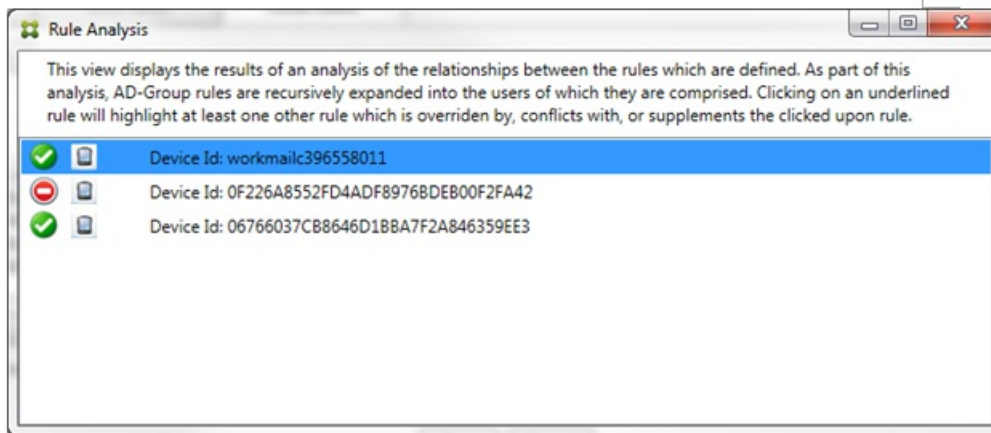 Rule Analysis
This view displays the results of an analysis of the relationships between the rules which are defined. As part of this
analysis, AD-Group rules are recursively expanded into the users of which they are comprised. Clicking on an underlined
rule will highlight at least one other rule which is overriden by, conflicts with, or supplements the clicked upon rule.
Device Id: workmailc396558011
Device Id: 0F226A8552FD4ADF8976BDEB00F2FA42
Device Id: 06766037CB8646D1BBA7F2A846359EE3